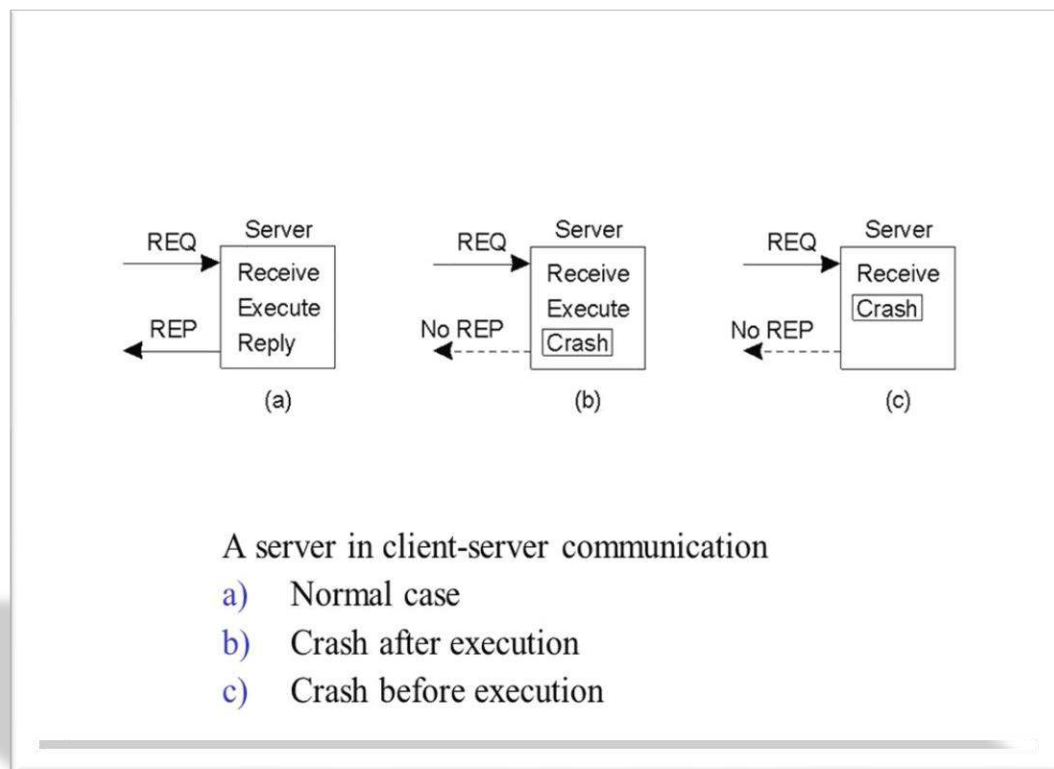 Server
REQ
Receive
Execute
REP
Reply
(a)
Server
REQ
Receive
Execute
No REP
Crash
(b)
Server
REQ
Receive
Crash
No REP
(c)
A server in client-server communication
a) Normal case
b) Crash after execution
c) Crash before execution